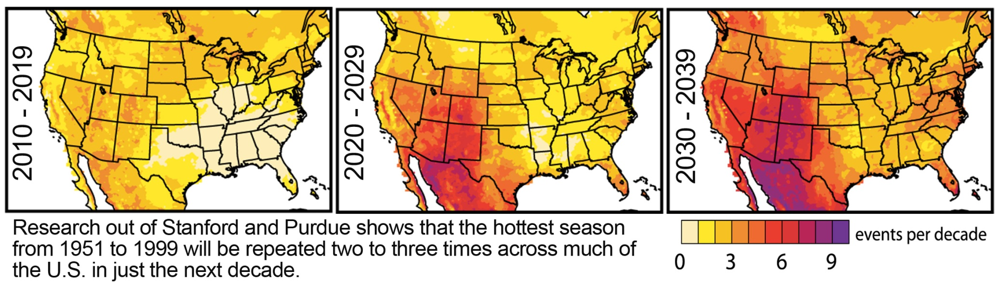 2010 - 2019
2020 - 2029
2030 - 2039
Research out of Stanford and Purdue shows that the hottest season
from 1951 to 1999 will be repeated two to three times across much of
the U.S. in just the next decade.
events per decade
0 3 6 9